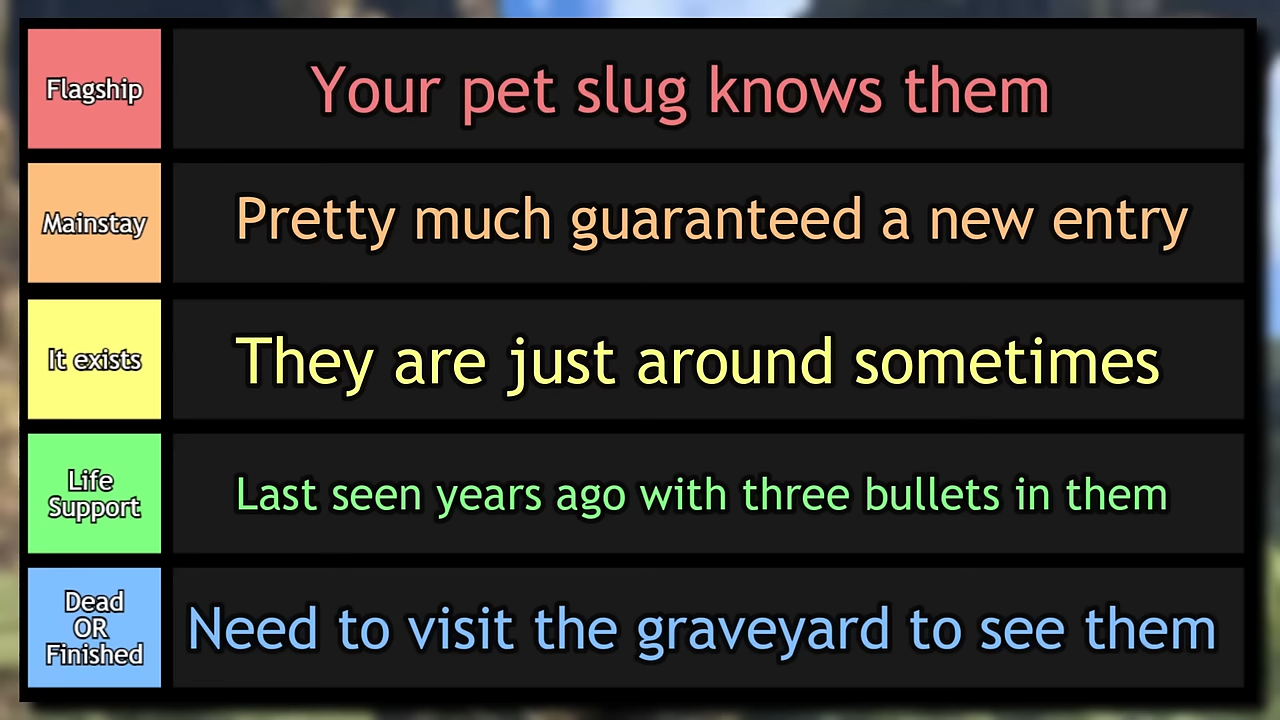 Flagship
Your pet slug knows them
Mainstay
Pretty much guaranteed a new entry
It exists
They are just around sometimes
Life
Support
Last seen years ago with three bullets in them
Dead
OR
Finished
Need to visit the graveyard to see them